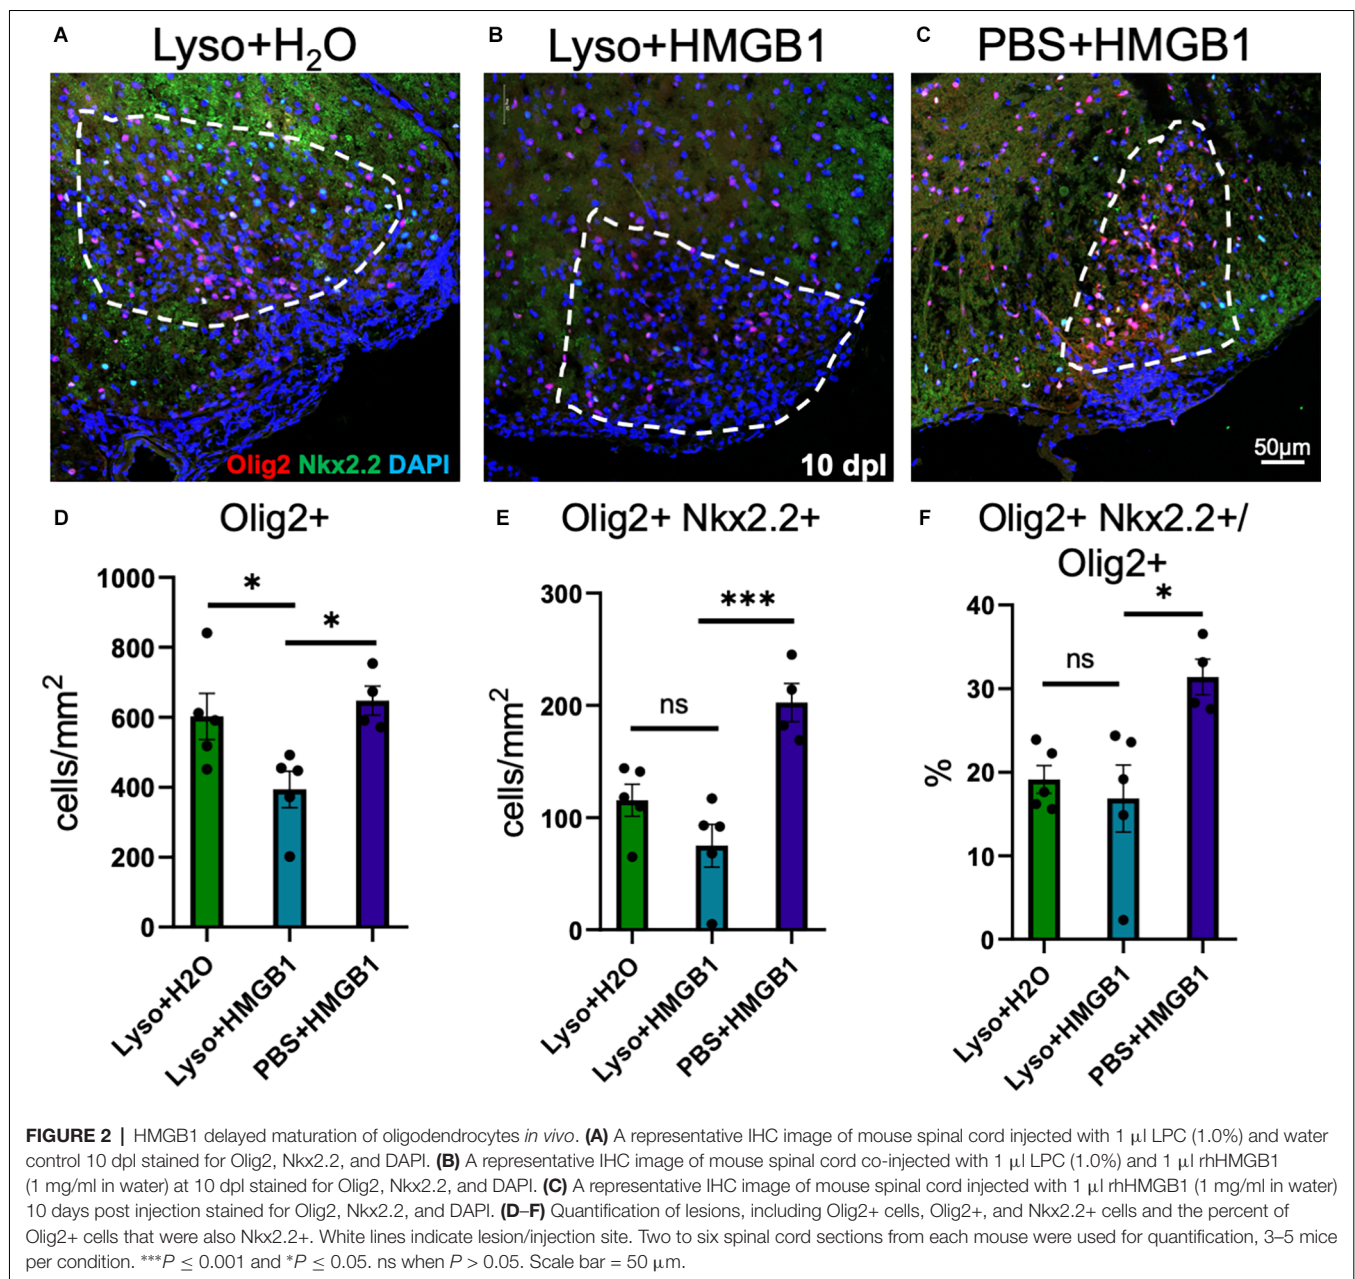 A Lyso+H2O B Lyso+HMGB1 C PBS+HMGB1
Olig2 Nkx2.2 DAPI
10 dpl
50µm
D Olig2+
cells/mm2
1000
800
600
400
200
0
*
*
Lyso+H2O
Lyso+HMGB1
PBS+HMGB1
E Olig2+ Nkx2.2+
cells/mm2
300
200
100
0
ns
***
Lyso+H2O
Lyso+HMGB1
PBS+HMGB1
F Olig2+ Nkx2.2+/
Olig2+
%
40
30
20
10
0
ns
*
Lyso+H2O
Lyso+HMGB1
PBS+HMGB1
FIGURE 2 | HMGB1 delayed maturation of oligodendrocytes in vivo. (A) A representative IHC image of mouse spinal cord injected with 1 µl LPC (1.0%) and water
control 10 dpl stained for Olig2, Nkx2.2, and DAPI. (B) A representative IHC image of mouse spinal cord co-injected with 1 µl LPC (1.0%) and 1 µl rhHMGB1
(1 mg/ml in water) at 10 dpl stained for Olig2, Nkx2.2, and DAPI. (C) A representative IHC image of mouse spinal cord injected with 1 µl rhHMGB1 (1 mg/ml in water)
10 days post injection stained for Olig2, Nkx2.2, and DAPI. (D–F) Quantification of lesions, including Olig2+ cells, Olig2+, and Nkx2.2+ cells and the percent of
Olig2+ cells that were also Nkx2.2+. White lines indicate lesion/injection site. Two to six spinal cord sections from each mouse were used for quantification, 3–5 mice
per condition. ***P ≤ 0.001 and *P ≤ 0.05. ns when P > 0.05. Scale bar = 50 µm.